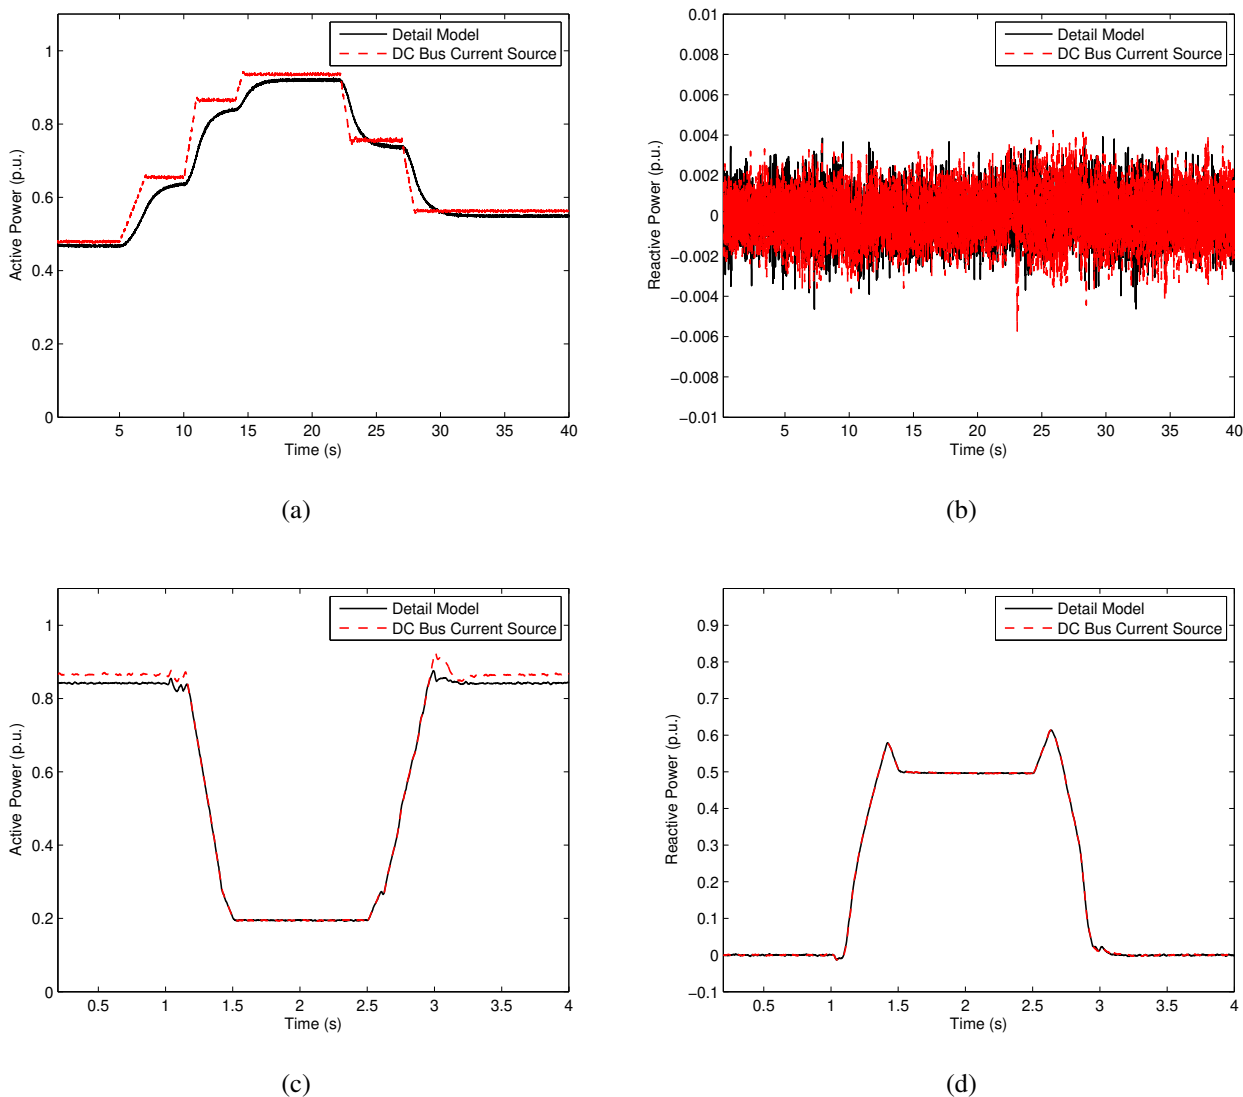 1
0.8
0.6
0.4
0.2
0
Active Power (p.u.)
5 10 15 20 25 30 35 40
Time (s)
Detail Model
DC Bus Current Source
(a)
0.01
0.008
0.006
0.004
0.002
0
−0.002
−0.004
−0.006
−0.008
−0.01
Reactive Power (p.u.)
5 10 15 20 25 30 35 40
Time (s)
Detail Model
DC Bus Current Source
(b)
1
0.8
0.6
0.4
0.2
0
Active Power (p.u.)
0.5 1 1.5 2 2.5 3 3.5 4
Time (s)
Detail Model
DC Bus Current Source
(c)
0.9
0.8
0.7
0.6
0.5
0.4
0.3
0.2
0.1
0
−0.1
Reactive Power (p.u.)
0.5 1 1.5 2 2.5 3 3.5 4
Time (s)
Detail Model
DC Bus Current Source
(d)